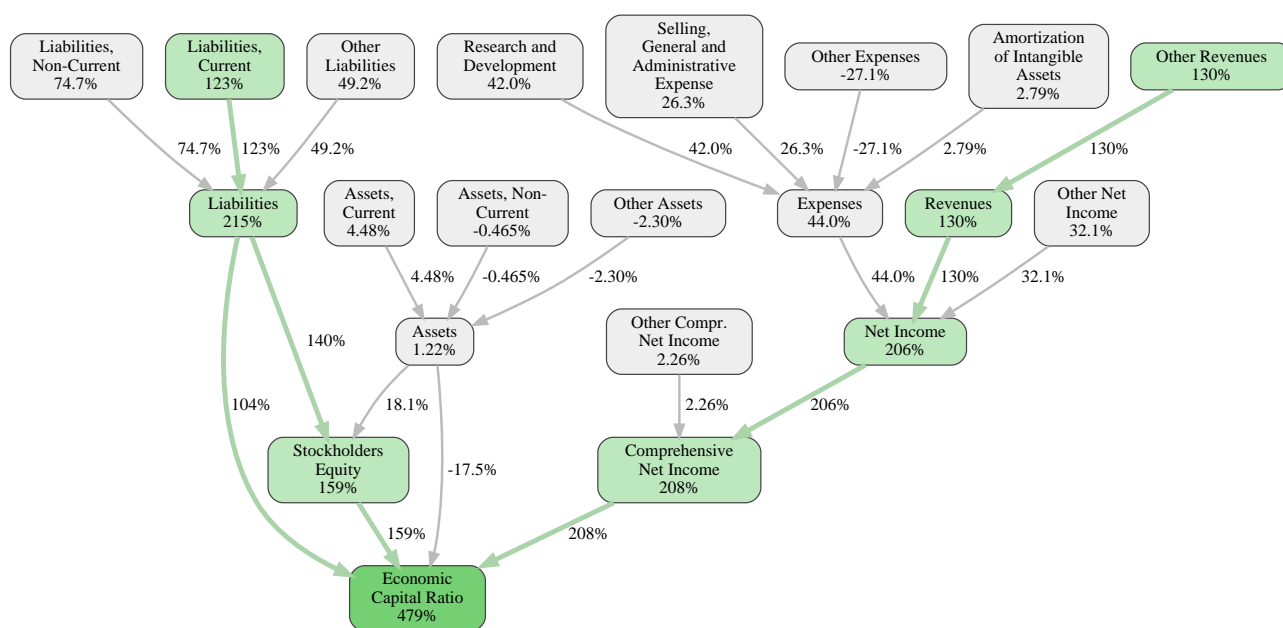 Liabilities,
Non-Current
74.7%
Liabilities,
Current
123%
Other
Liabilities
49.2%
Research and
Development
42.0%
Selling,
General and
Administrative
Expense
26.3%
Other Expenses
-27.1%
Amortization
of Intangible
Assets
2.79%
Other Revenues
130%
74.7%
123%
49.2%
42.0%
26.3%
-27.1%
2.79%
130%
Liabilities
215%
Assets,
Current
4.48%
Assets, Non-
Current
-0.465%
Other Assets
-2.30%
Expenses
44.0%
Revenues
130%
Other Net
Income
32.1%
4.48%
-0.465%
-2.30%
44.0%
130%
32.1%
140%
Assets
1.22%
Other Compr.
Net Income
2.26%
Net Income
206%
104%
18.1%
2.26%
206%
Stockholders
Equity
159%
-17.5%
Comprehensive
Net Income
208%
159%
208%
Economic
Capital Ratio
479%